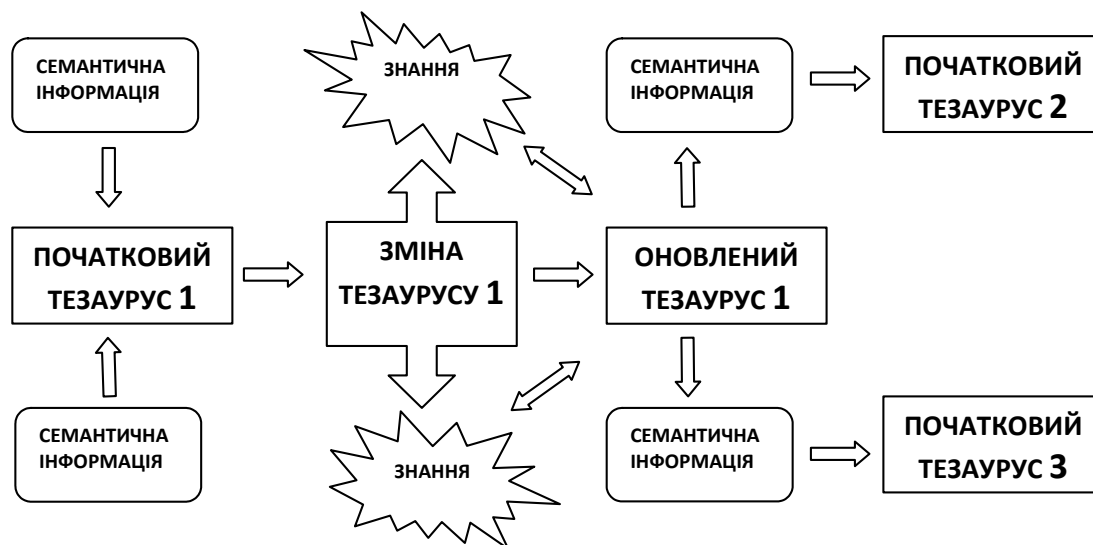 СЕМАНТИЧНА
ІНФОРМАЦІЯ
ЗНАННЯ
СЕМАНТИЧНА
ІНФОРМАЦІЯ
ПОЧАТКОВИЙ
ТЕЗАУРУС 2
ПОЧАТКОВИЙ
ТЕЗАУРУС 1
ЗМІНА
ТЕЗАУРУСУ 1
ОНОВЛЕНИЙ
ТЕЗАУРУС 1
СЕМАНТИЧНА
ІНФОРМАЦІЯ
ЗНАННЯ
СЕМАНТИЧНА
ІНФОРМАЦІЯ
ПОЧАТКОВИЙ
ТЕЗАУРУС 3